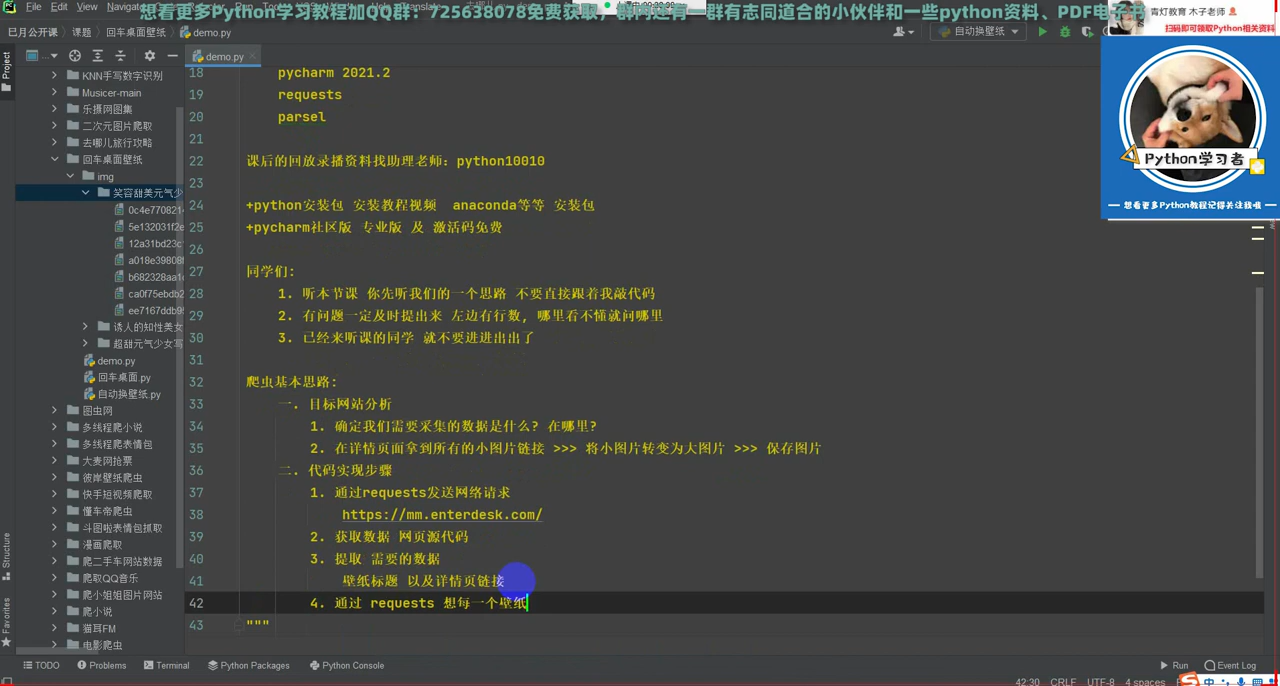 想看更多Python学习教程加QQ群：725638078免费获取，群内还有一群有志同道合的小伙伴和一些python资料、PDF电子书
File Edit View Navigate
青灯教育 木子老师
扫码即可领取Python相关资料
已月公开课 课题 回车桌面壁纸 demo.py
自动换壁纸
Project
demo.py
KNN手写数字识别
Musicer-main
乐摄网图集
二次元图片爬取
去哪儿旅行攻略
回车桌面壁纸
img
笑容甜美元气少
0c4e770821
5e132031f2e
12a31bd23c
a018e39808f
b682328aa1
ca0f75ebdb2
ee7167ddb9
诱人的知性美女
超甜元气少女写
demo.py
回车桌面.py
自动换壁纸.py
图虫网
多线程爬小说
多线程爬表情包
大麦网抢票
彼岸壁纸爬虫
快手短视频爬取
懂车帝爬虫
斗图啦表情包抓取
漫画爬取
爬二手车网站数据
爬取QQ音乐
爬小姐姐图片网站
爬小说
猫耳FM
电影爬虫
Structure
Favorites
18 pycharm 2021.2
19 requests
20 parsel
21
22 课后的回放录播资料找助理老师：python10010
23
24 +python安装包 安装教程视频 anaconda等等 安装包
25 +pycharm社区版 专业版 及 激活码免费
26
27 同学们：
28 1. 听本节课 你先听我们的一个思路 不要直接跟着我敲代码
29 2. 有问题一定及时提出来 左边有行数，哪里看不懂就问哪里
30 3. 已经来听课的同学 就不要进进出出了
31
32 爬虫基本思路：
33 一. 目标网站分析
34 1. 确定我们需要采集的数据是什么？在哪里？
35 2. 在详情页面拿到所有的小图片链接 >>> 将小图片转变为大图片 >>> 保存图片
36 二. 代码实现步骤
37 1. 通过requests发送网络请求
38 https://mm.enterdesk.com/
39 2. 获取数据 网页源代码
40 3. 提取 需要的数据
41 壁纸标题 以及详情页链接
42 4. 通过 requests 想每一个壁纸
43 """
Python学习者
想看更多Python教程记得关注我哦
TODO Problems Terminal Python Packages Python Console
Run Event Log
42:30 CRLF UTF-8 4 spaces
中